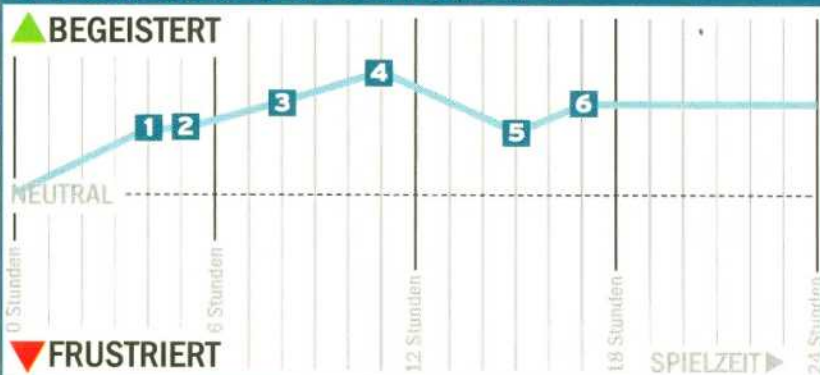 BEGEISTERT
4
3
6
1 2
5
NEUTRAL
0 Stunden
6 Stunden
12 Stunden
18 Stunden
24 Stunden
FRUSTRIERT
SPIELZEIT